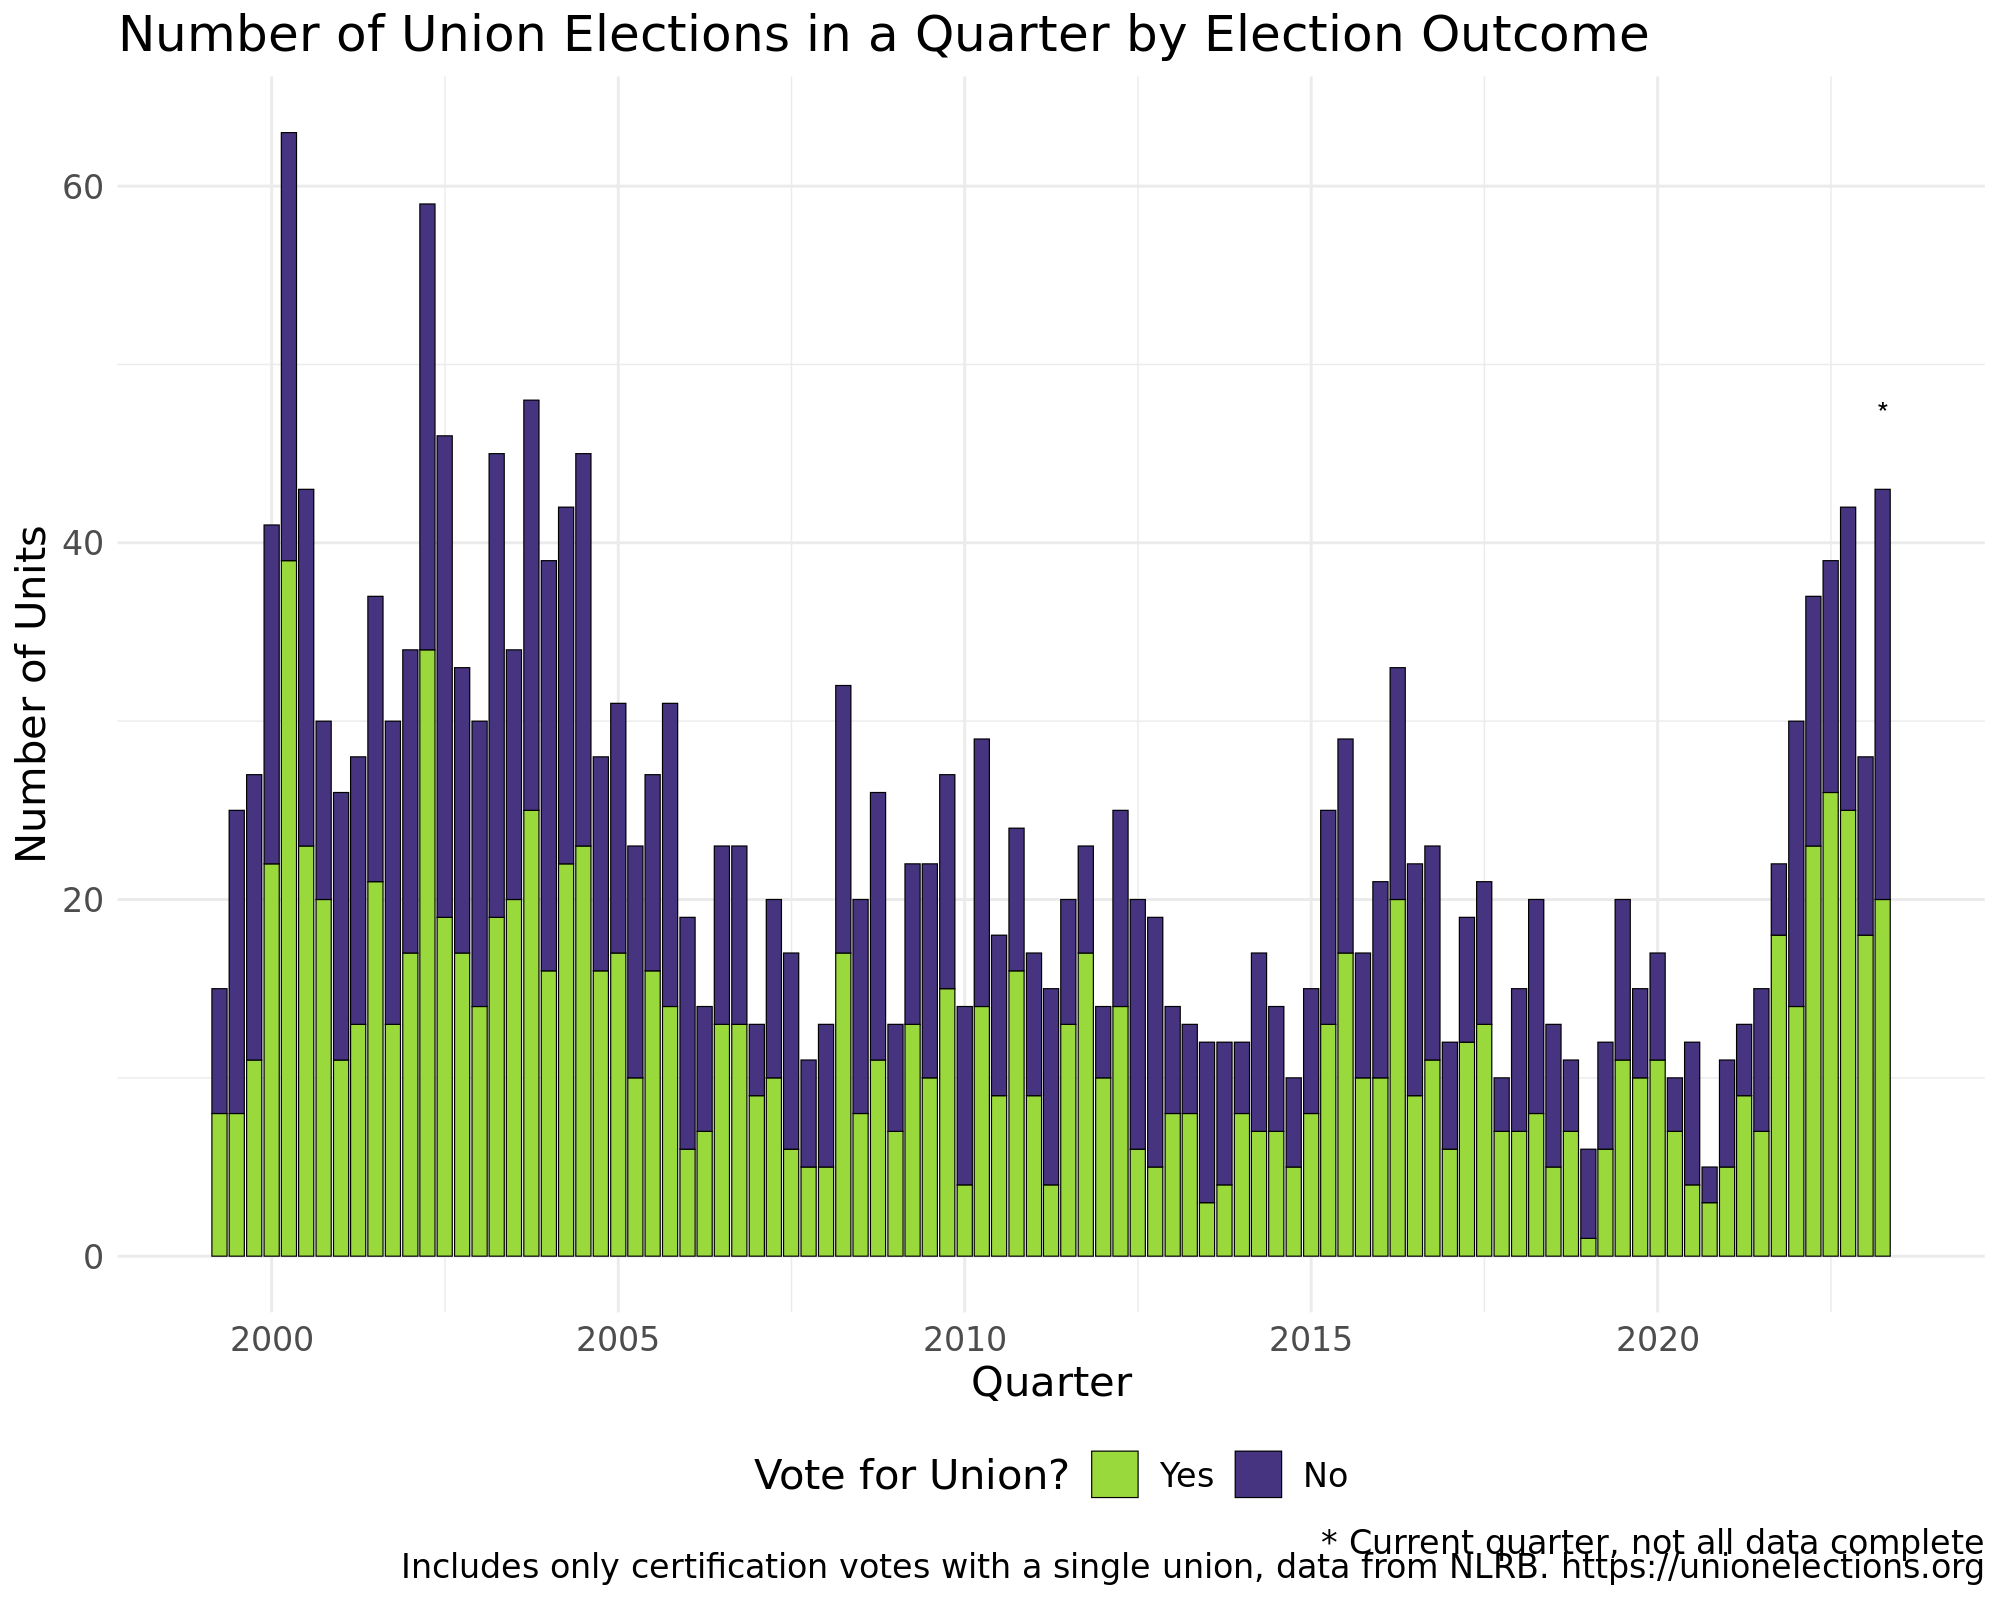 Number of Union Elections in a Quarter by Election Outcome
60
40
20
0
Number of Units
*
2000 2005 2010 2015 2020
Quarter
Vote for Union? Yes No
* Current quarter, not all data complete
Includes only certification votes with a single union, data from NLRB. https://unionelections.org